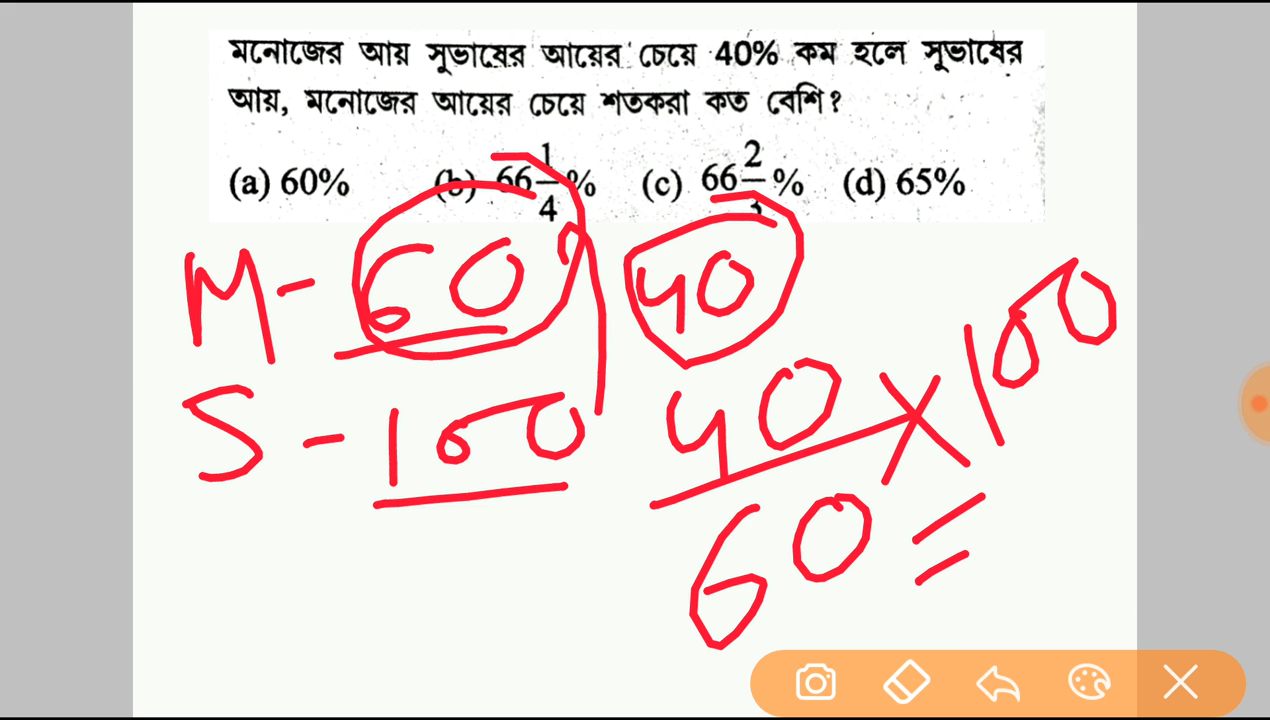 মনোজের আয় সুভাষের আয়ের চেয়ে 40% কম হলে সুভাষের
আয়, মনোজের আয়ের চেয়ে শতকরা কত বেশি?
(a) 60% (b) 66 1/4 % (c) 66 2/3 % (d) 65%
M - 60 40
S - 100 40/60 × 100 =